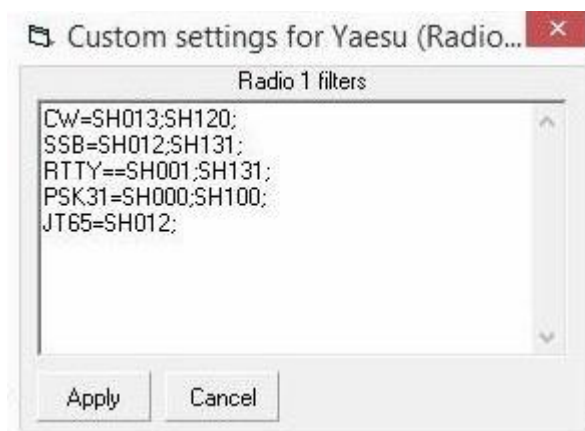 Custom settings for Yaesu (Radio...
Radio 1 filters
CW=SH013;SH120;
SSB=SH012;SH131;
RTTY==SH001;SH131;
PSK31=SH000;SH100;
JT65=SH012;
Apply Cancel